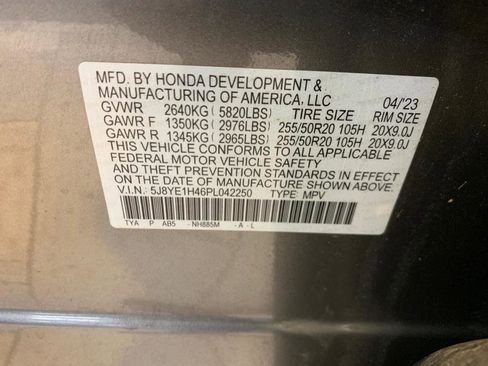 MFD. BY HONDA DEVELOPMENT &
MANUFACTURING OF AMERICA, LLC 04/'23
GVWR 2640KG ( 5820LBS) TIRE SIZE RIM SIZE
GAWR F 1350KG ( 2976LBS) 255/50R20 105H 20X9.0J
GAWR R 1345KG ( 2965LBS) 255/50R20 105H 20X9.0J
THIS VEHICLE CONFORMS TO ALL APPLICABLE
FEDERAL MOTOR VEHICLE SAFETY
AND THEFT PREVENTION STANDARDS IN EFFECT
ON THE DATE OF MANUFACTURE SHOWN ABOVE.
V.I.N.: 5J8YE1H46PL042250 TYPE: MPV
TYA P AB5 - NH885M - A - L